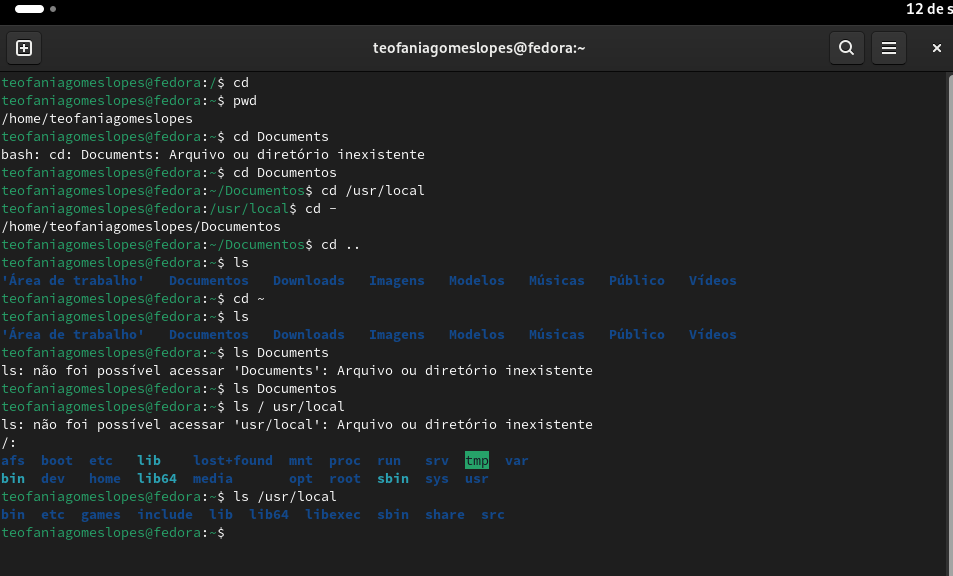 12 de s
teofaniagomeslopes@fedora:~
teofaniagomeslopes@fedora:/$ cd
teofaniagomeslopes@fedora:~$ pwd
/home/teofaniagomeslopes
teofaniagomeslopes@fedora:~$ cd Documents
bash: cd: Documents: Arquivo ou diretório inexistente
teofaniagomeslopes@fedora:~$ cd Documentos
teofaniagomeslopes@fedora:~/Documentos$ cd /usr/local
teofaniagomeslopes@fedora:/usr/local$ cd -
/home/teofaniagomeslopes/Documentos
teofaniagomeslopes@fedora:~/Documentos$ cd ..
teofaniagomeslopes@fedora:~$ ls
'Área de trabalho' Documentos Downloads Imagens Modelos Músicas Público Vídeos
teofaniagomeslopes@fedora:~$ cd ~
teofaniagomeslopes@fedora:~$ ls
'Área de trabalho' Documentos Downloads Imagens Modelos Músicas Público Vídeos
teofaniagomeslopes@fedora:~$ ls Documents
ls: não foi possível acessar 'Documents': Arquivo ou diretório inexistente
teofaniagomeslopes@fedora:~$ ls Documentos
teofaniagomeslopes@fedora:~$ ls / usr/local
ls: não foi possível acessar 'usr/local': Arquivo ou diretório inexistente
/:
afs boot etc lib lost+found mnt proc run srv tmp var
bin dev home lib64 media opt root sbin sys usr
teofaniagomeslopes@fedora:~$ ls /usr/local
bin etc games include lib lib64 libexec sbin share src
teofaniagomeslopes@fedora:~$